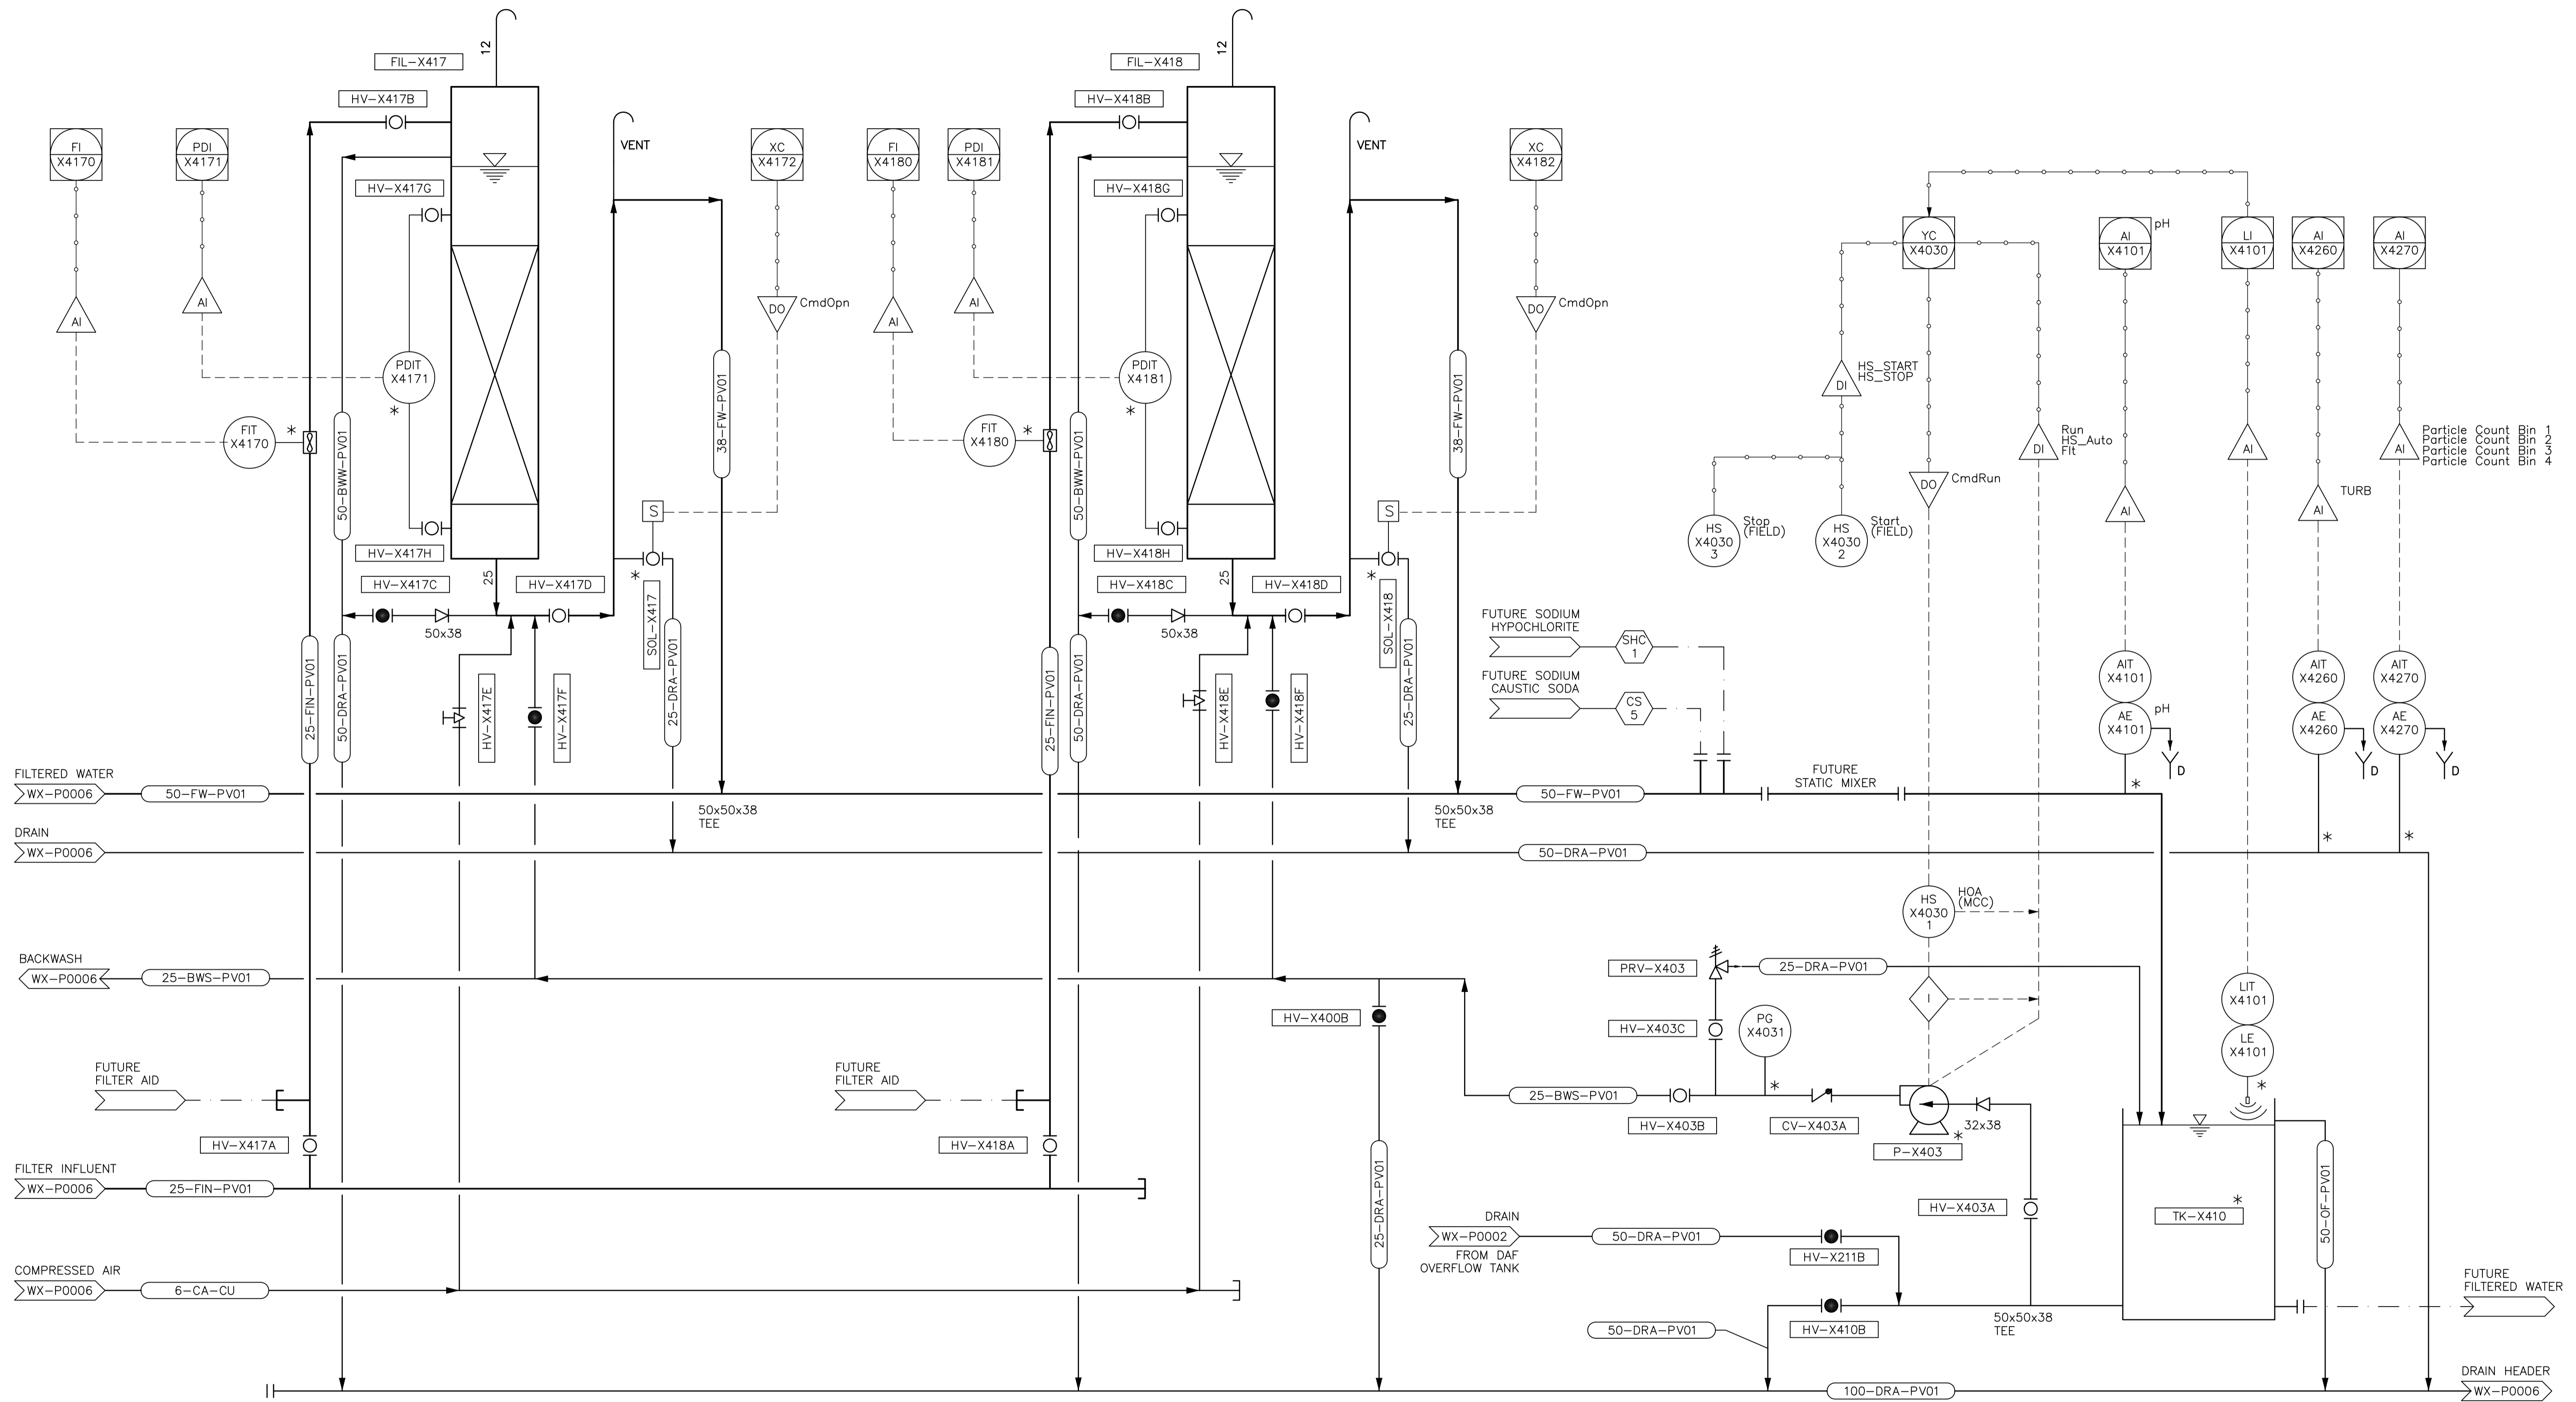 12
FIL-X417
HV-X417B
FI
X4170
PDI
X4171
VENT
XC
X4172
HV-X417G
AI
AI
DO
CmdOpn
PDIT
X4171
*
FIT
X4170
*
50-BWW-PV01
38-FW-PV01
S
HV-X417H
HV-X417C
25
HV-X417D
*
SOL-X417
50x38
25-FIN-PV01
50-DRA-PV01
HV-X417E
HV-X417F
25-DRA-PV01
12
FIL-X418
HV-X418B
FI
X4180
PDI
X4181
VENT
XC
X4182
HV-X418G
AI
AI
DO
CmdOpn
PDIT
X4181
*
FIT
X4180
*
50-BWW-PV01
38-FW-PV01
S
HV-X418H
HV-X418C
25
HV-X418D
*
SOL-X418
50x38
25-FIN-PV01
50-DRA-PV01
HV-X418E
HV-X418F
25-DRA-PV01
YC
X4030
AI
X4101
pH
LI
X4101
AI
X4260
AI
X4270
HS_START
HS_STOP
DI
Run
HS_Auto
Flt
DI
AI
AI
Particle Count Bin 1
Particle Count Bin 2
Particle Count Bin 3
Particle Count Bin 4
DO
CmdRun
AI
AI
TURB
HS
X4030
3
Stop
(FIELD)
HS
X4030
2
Start
(FIELD)
FUTURE SODIUM
HYPOCHLORITE
SHC
1
FUTURE SODIUM
CAUSTIC SODA
CS
5
AIT
X4101
AE
X4101
pH
D
*
AIT
X4260
AE
X4260
D
*
AIT
X4270
AE
X4270
D
*
FILTERED WATER
WX-P0006
50-FW-PV01
50x50x38
TEE
50x50x38
TEE
50-FW-PV01
FUTURE
STATIC MIXER
DRAIN
WX-P0006
50-DRA-PV01
HS
X4030
1
HOA
(MCC)
BACKWASH
WX-P0006
25-BWS-PV01
PRV-X403
25-DRA-PV01
I
LIT
X4101
LE
X4101
*
HV-X400B
HV-X403C
PG
X4031
*
FUTURE
FILTER AID
FUTURE
FILTER AID
25-BWS-PV01
HV-X403B
CV-X403A
32x38
*
P-X403
HV-X417A
HV-X418A
FILTER INFLUENT
WX-P0006
25-FIN-PV01
25-DRA-PV01
HV-X403A
*
TK-X410
50-OF-PV01
DRAIN
WX-P0002
FROM DAF
OVERFLOW TANK
50-DRA-PV01
HV-X211B
COMPRESSED AIR
WX-P0006
6-CA-CU
FUTURE
FILTERED WATER
50-DRA-PV01
HV-X410B
50x50x38
TEE
100-DRA-PV01
DRAIN HEADER
WX-P0006